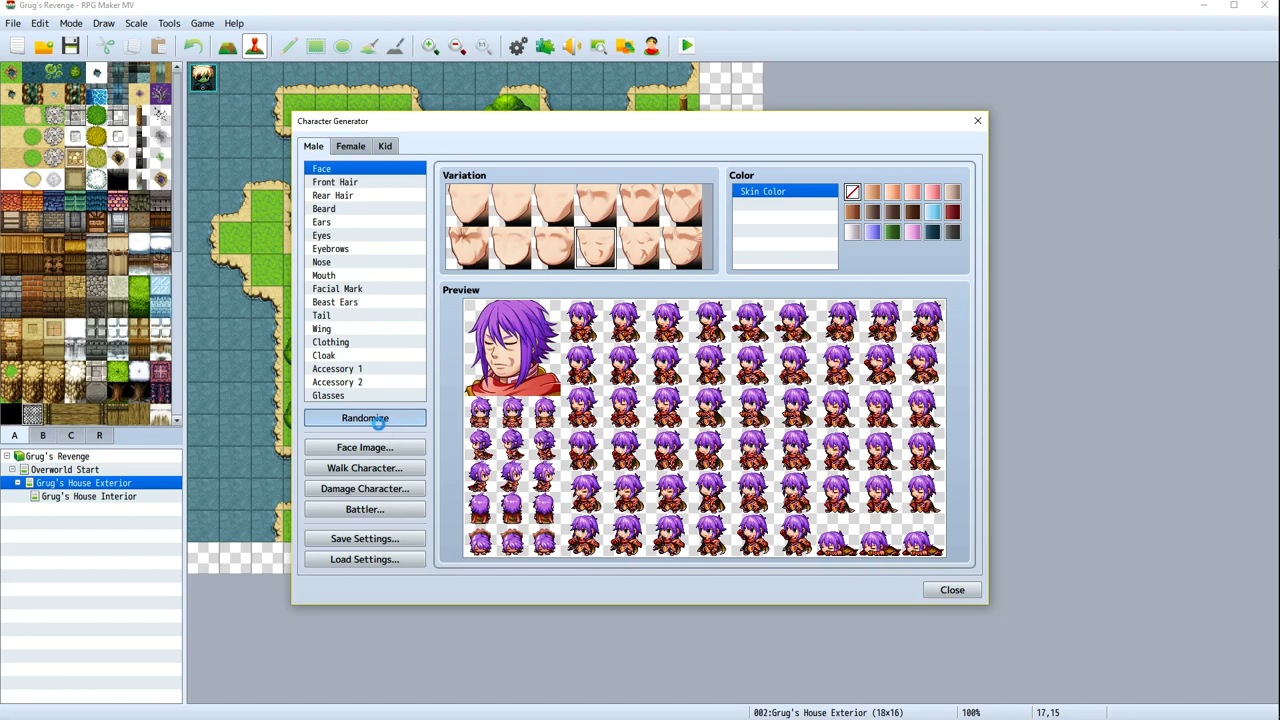 Grug's Revenge - RPG Maker MV
File Edit Mode Draw Scale Tools Game Help
Character Generator
Male Female Kid
Face
Front Hair
Rear Hair
Beard
Ears
Eyes
Eyebrows
Nose
Mouth
Facial Mark
Beast Ears
Tail
Wing
Clothing
Cloak
Accessory 1
Accessory 2
Glasses
Randomize
Face Image...
Walk Character...
Damage Character...
Battler...
Save Settings...
Load Settings...
Variation
Color
Skin Color
Preview
Close
A B C R
Grug's Revenge
Overworld Start
Grug's House Exterior
Grug's House Interior
002:Grug's House Exterior (18x16) 100% 17,15